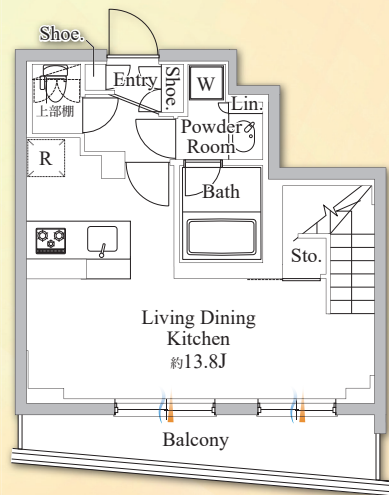 Shoe.
Entry
Shoe.
W
上部棚
Lin.
Powder
Room
R
Bath
Sto.
Living Dining
Kitchen
約13.8J
Balcony